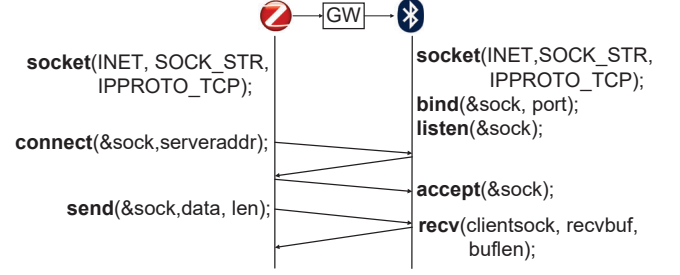 GW
socket(INET, SOCK_STR,
IPPROTO_TCP);
socket(INET,SOCK_STR,
IPPROTO_TCP);
bind(&sock, port);
listen(&sock);
connect(&sock,serveraddr);
accept(&sock);
send(&sock,data, len);
recv(clientsock, recvbuf,
buflen);